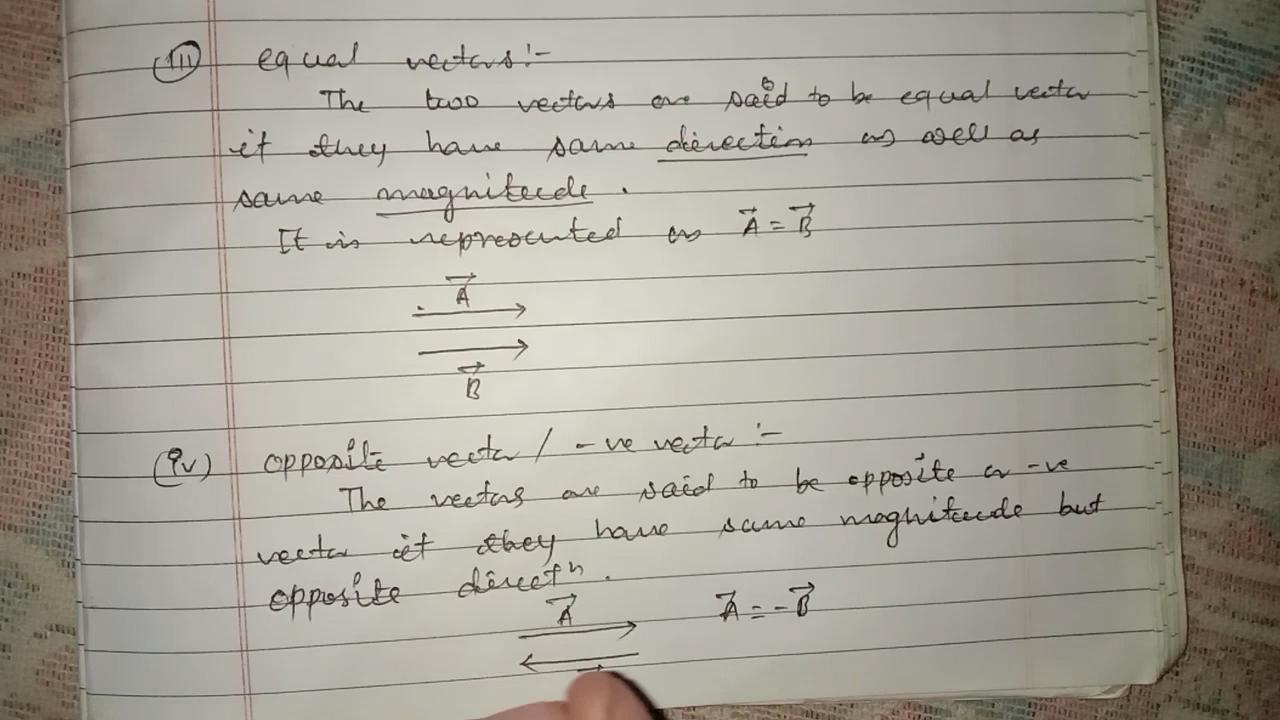 (III) equal vectors:-
The two vectors are said to be equal vector
if they have same direction as well as
same magnitude.
It is represented as A⃗ = B⃗
A⃗
B⃗
(iv) opposite vector / -ve vector :-
The vectors are said to be opposite or -ve
vector if they have same magnitude but
opposite directn.
A⃗ A⃗ = -B⃗